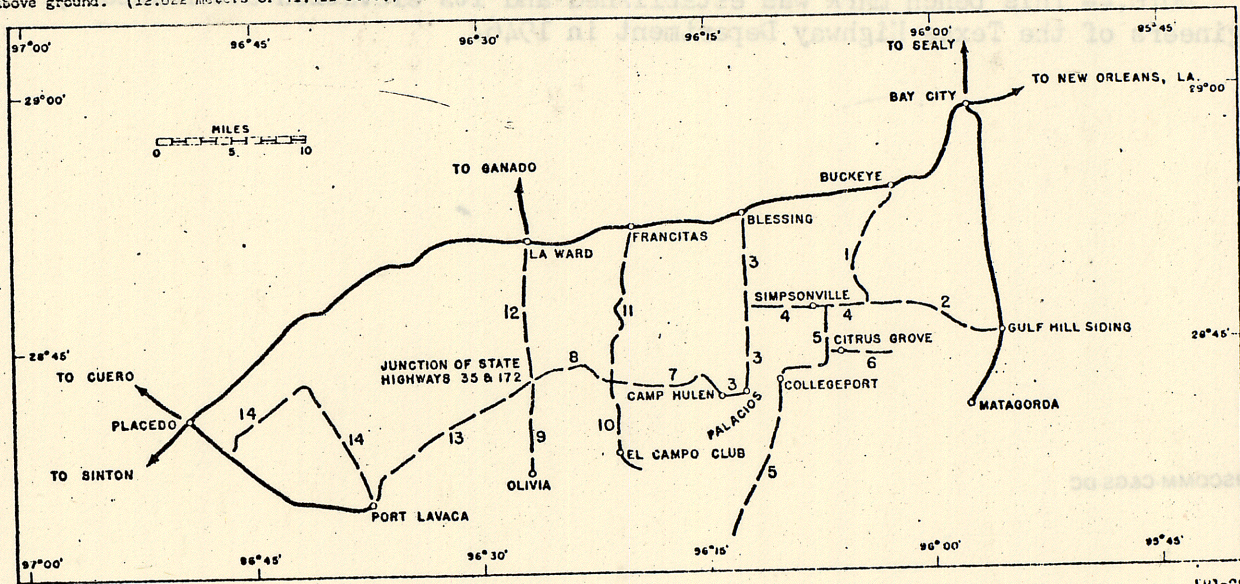 above ground.
97°00'
96°45'
96°30'
96°15'
96°00'
95°45'
TO SEALY
TO NEW ORLEANS, LA.
29°00'
29°00
BAY CITY
MILES
0 5 10
TO GANADO
BUCKEYE
BLESSING
FRANCITAS
LA WARD
3
1
SIMPSONVILLE
12
11
4
4
2
GULF HILL SIDING
28°45'
28°45'
5
CITRUS GROVE
6
JUNCTION OF STATE
HIGHWAYS 35 & 172
8
3
7
3
CAMP HULEN
COLLEGEPORT
TO CUERO
PALACIOS
MATAGORDA
PLACEDO
14
14
13
9
10
EL CAMPO CLUB
TO SINTON
5
OLIVIA
PORT LAVACA
97°00'
96°45'
96°30'
96°15'
96°00'
95°45'